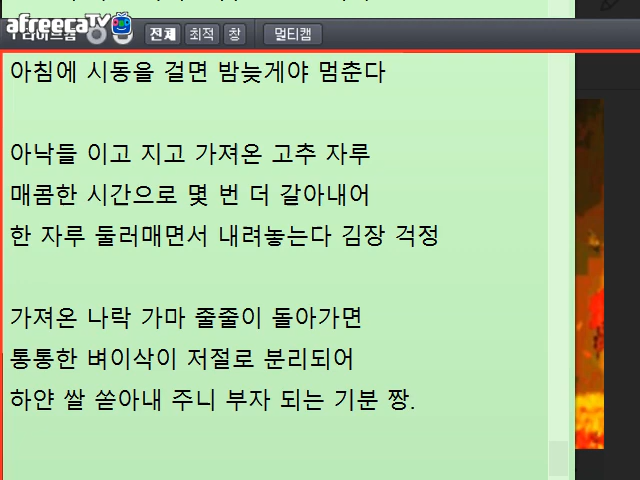 afreecaTV
전체 최적 창 멀티캠
아침에 시동을 걸면 밤늦게야 멈춘다
아낙들 이고 지고 가져온 고추 자루
매콤한 시간으로 몇 번 더 갈아내어
한 자루 둘러매면서 내려놓는다 김장 걱정
가져온 나락 가마 줄줄이 돌아가면
통통한 벼이삭이 저절로 분리되어
하얀 쌀 쏟아내 주니 부자 되는 기분 짱.